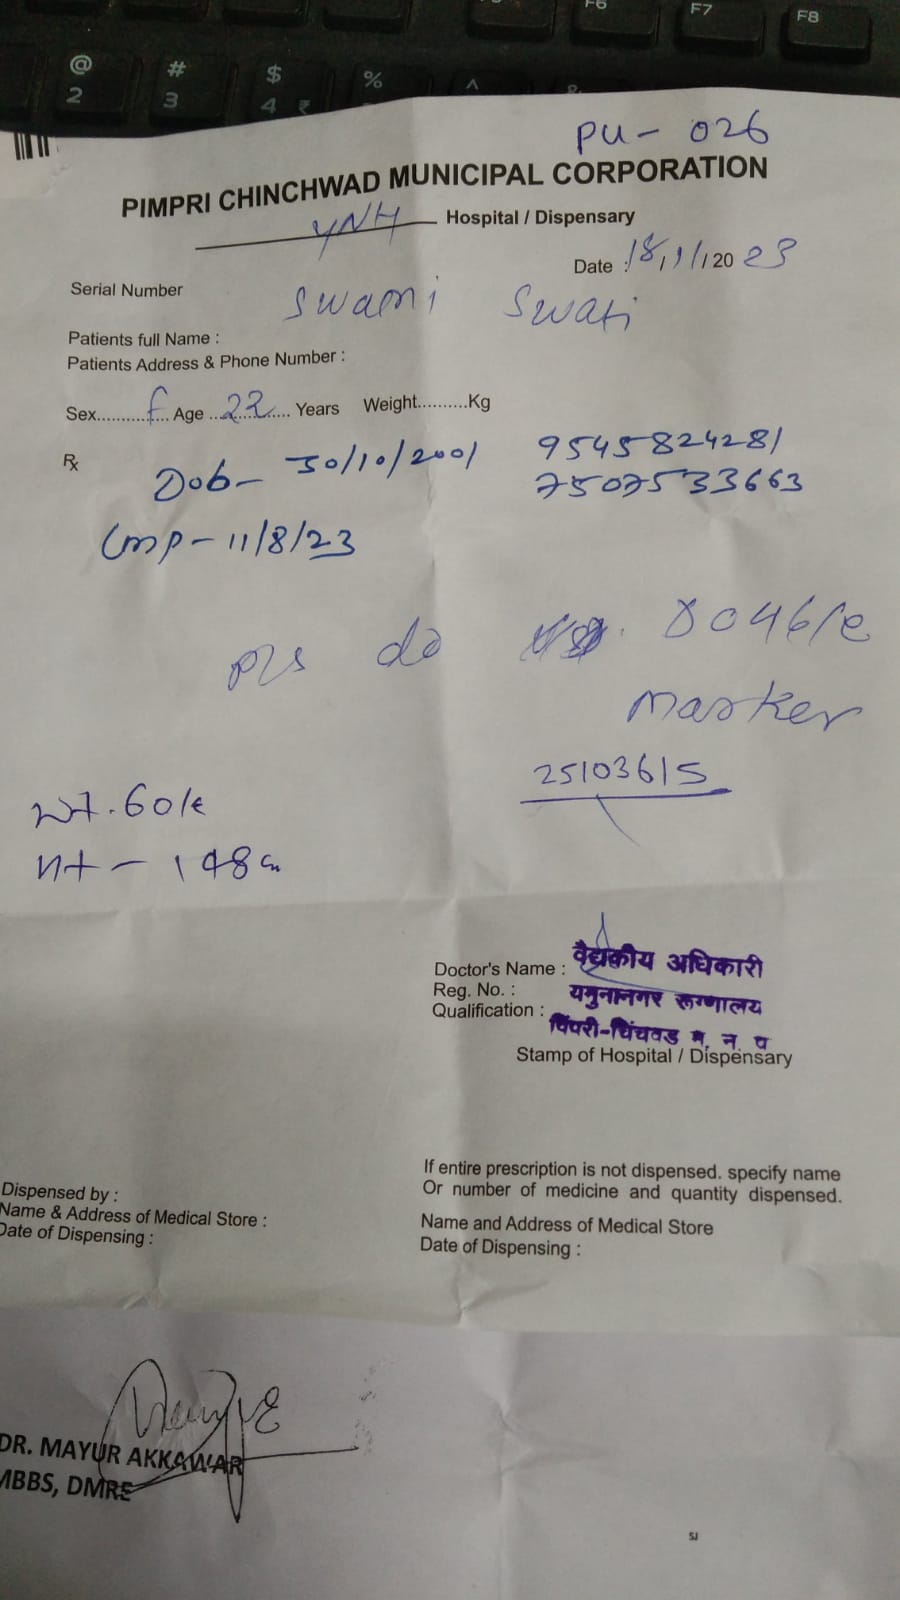 F6 F7 F8
@ # $ % ^ &
2 3 4 ₹
PU - 026
PIMPRI CHINCHWAD MUNICIPAL CORPORATION
YNH Hospital / Dispensary
Date : 18/1/2023
Serial Number
Swami Swati
Patients full Name :
Patients Address & Phone Number :
Sex........... f Age ... 22 ...... Years Weight..........Kg
Rx
Dob - 30/10/2001 9545824281
7507533663
Lmp - 11/8/23
Pls do Double
marker
25103615
wt. 60k
Ht - 148 cm
Doctor's Name : वैद्यकीय अधिकारी
Reg. No. : यमुनानगर रुग्णालय
Qualification : पिंपरी-चिंचवड म. न. प
Stamp of Hospital / Dispensary
If entire prescription is not dispensed. specify name
Or number of medicine and quantity dispensed.
Dispensed by :
Name & Address of Medical Store :
Date of Dispensing :
Name and Address of Medical Store
Date of Dispensing :
DR. MAYUR AKKAWAR
MBBS, DMRE
SJ